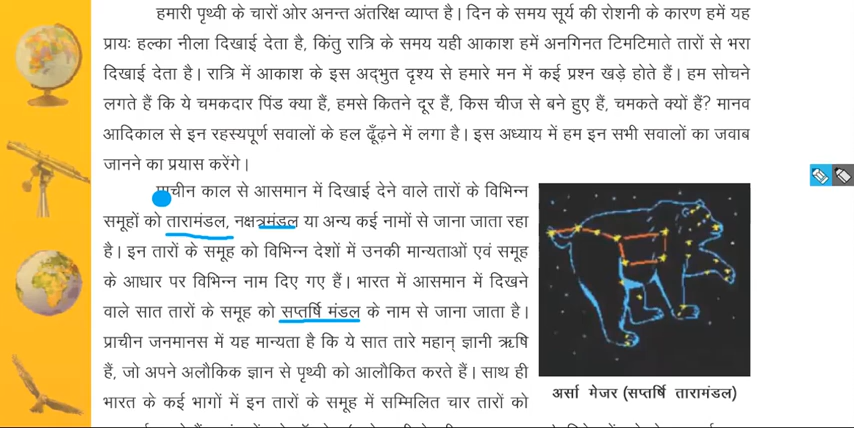 हमारी पृथ्वी के चारों ओर अनन्त अंतरिक्ष व्याप्त है। दिन के समय सूर्य की रोशनी के कारण हमें यह
प्रायः हल्का नीला दिखाई देता है, किंतु रात्रि के समय यही आकाश हमें अनगिनत टिमटिमाते तारों से भरा
दिखाई देता है। रात्रि में आकाश के इस अद्भुत दृश्य से हमारे मन में कई प्रश्न खड़े होते हैं। हम सोचने
लगते हैं कि ये चमकदार पिंड क्या हैं, हमसे कितने दूर हैं, किस चीज से बने हुए हैं, चमकते क्यों हैं? मानव
आदिकाल से इन रहस्यपूर्ण सवालों के हल ढूँढ़ने में लगा है। इस अध्याय में हम इन सभी सवालों का जवाब
जानने का प्रयास करेंगे।
प्राचीन काल से आसमान में दिखाई देने वाले तारों के विभिन्न
समूहों को तारामंडल, नक्षत्रमंडल या अन्य कई नामों से जाना जाता रहा
है। इन तारों के समूह को विभिन्न देशों में उनकी मान्यताओं एवं समूह
के आधार पर विभिन्न नाम दिए गए हैं। भारत में आसमान में दिखने
वाले सात तारों के समूह को सप्तर्षि मंडल के नाम से जाना जाता है।
प्राचीन जनमानस में यह मान्यता है कि ये सात तारे महान् ज्ञानी ऋषि
हैं, जो अपने अलौकिक ज्ञान से पृथ्वी को आलोकित करते हैं। साथ ही
भारत के कई भागों में इन तारों के समूह में सम्मिलित चार तारों को
अर्सा मेजर (सप्तर्षि तारामंडल)